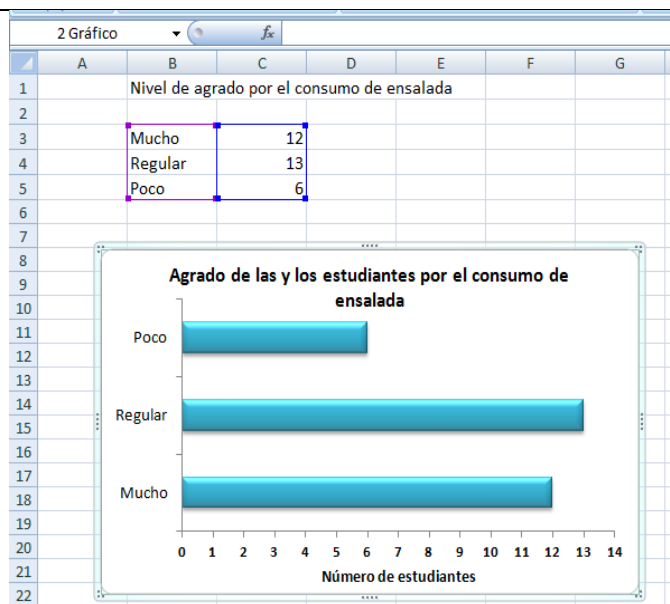 2 Gráfico fx
A B C D E F G
1 Nivel de agrado por el consumo de ensalada
2
3 Mucho 12
4 Regular 13
5 Poco 6
6
7
8
9
10
11
12
13
14
15
16
17
18
19
20
21
22
Agrado de las y los estudiantes por el consumo de
ensalada
Poco
Regular
Mucho
0 1 2 3 4 5 6 7 8 9 10 11 12 13 14
Número de estudiantes